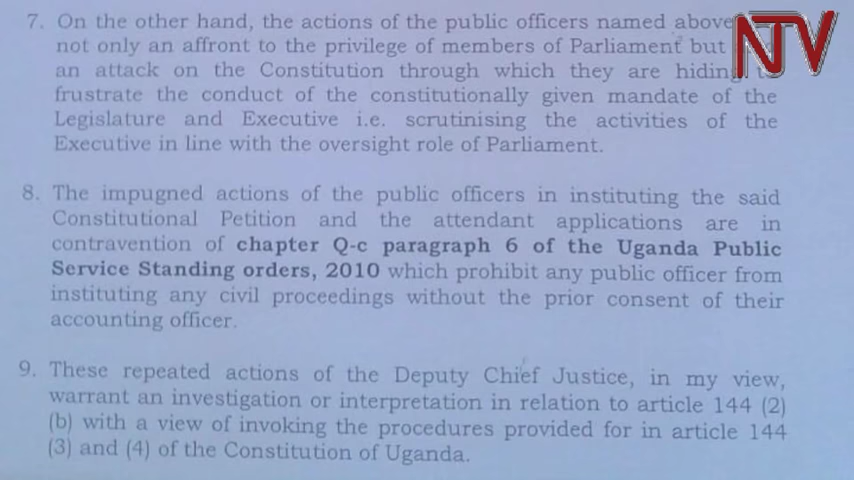 7. On the other hand, the actions of the public officers named above
not only an affront to the privilege of members of Parliament but
an attack on the Constitution through which they are hiding to
frustrate the conduct of the constitutionally given mandate of the
Legislature and Executive i.e. scrutinising the activities of the
Executive in line with the oversight role of Parliament.
8. The impugned actions of the public officers in instituting the said
Constitutional Petition and the attendant applications are in
contravention of chapter Q-c paragraph 6 of the Uganda Public
Service Standing orders, 2010 which prohibit any public officer from
instituting any civil proceedings without the prior consent of their
accounting officer.
9. These repeated actions of the Deputy Chief Justice, in my view,
warrant an investigation or interpretation in relation to article 144 (2)
(b) with a view of invoking the procedures provided for in article 144
(3) and (4) of the Constitution of Uganda.
NTV